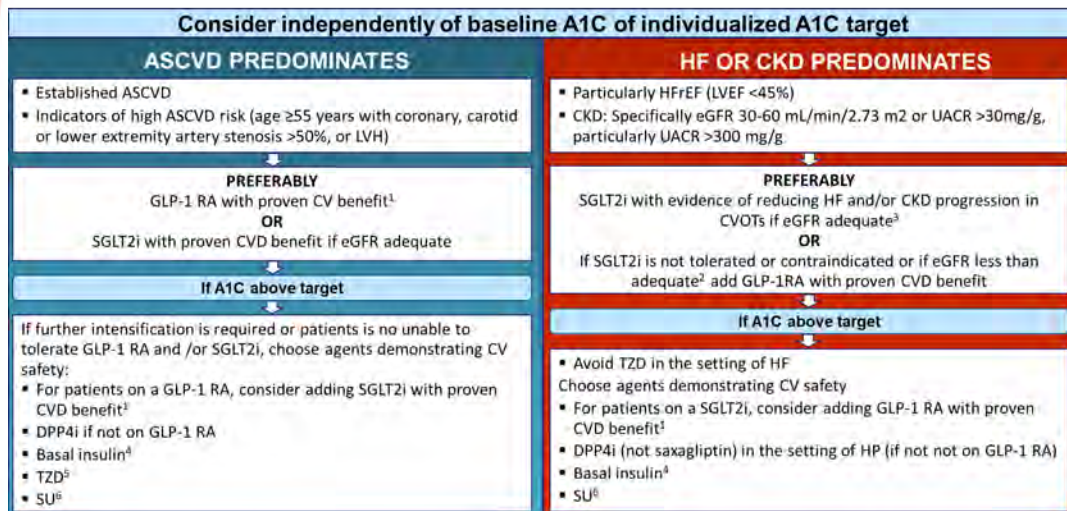 Consider independently of baseline A1C of individualized A1C target
ASCVD PREDOMINATES
▪ Established ASCVD
▪ Indicators of high ASCVD risk (age ≥55 years with coronary, carotid
or lower extremity artery stenosis >50%, or LVH)
PREFERABLY
GLP-1 RA with proven CV benefit¹
OR
SGLT2i with proven CVD benefit if eGFR adequate
If A1C above target
If further intensification is required or patients is no unable to
tolerate GLP-1 RA and /or SGLT2i, choose agents demonstrating CV
safety:
▪ For patients on a GLP-1 RA, consider adding SGLT2i with proven
CVD benefit¹
▪ DPP4i if not on GLP-1 RA
▪ Basal insulin⁴
▪ TZD⁵
▪ SU⁶
HF OR CKD PREDOMINATES
▪ Particularly HFrEF (LVEF <45%)
▪ CKD: Specifically eGFR 30-60 mL/min/2.73 m2 or UACR >30mg/g,
particularly UACR >300 mg/g
PREFERABLY
SGLT2i with evidence of reducing HF and/or CKD progression in
CVOTs if eGFR adequate³
OR
If SGLT2i is not tolerated or contraindicated or if eGFR less than
adequate² add GLP-1RA with proven CVD benefit
If A1C above target
▪ Avoid TZD in the setting of HF
Choose agents demonstrating CV safety
▪ For patients on a SGLT2i, consider adding GLP-1 RA with proven
CVD benefit¹
▪ DPP4i (not saxagliptin) in the setting of HP (if not not on GLP-1 RA)
▪ Basal insulin⁴
▪ SU⁶